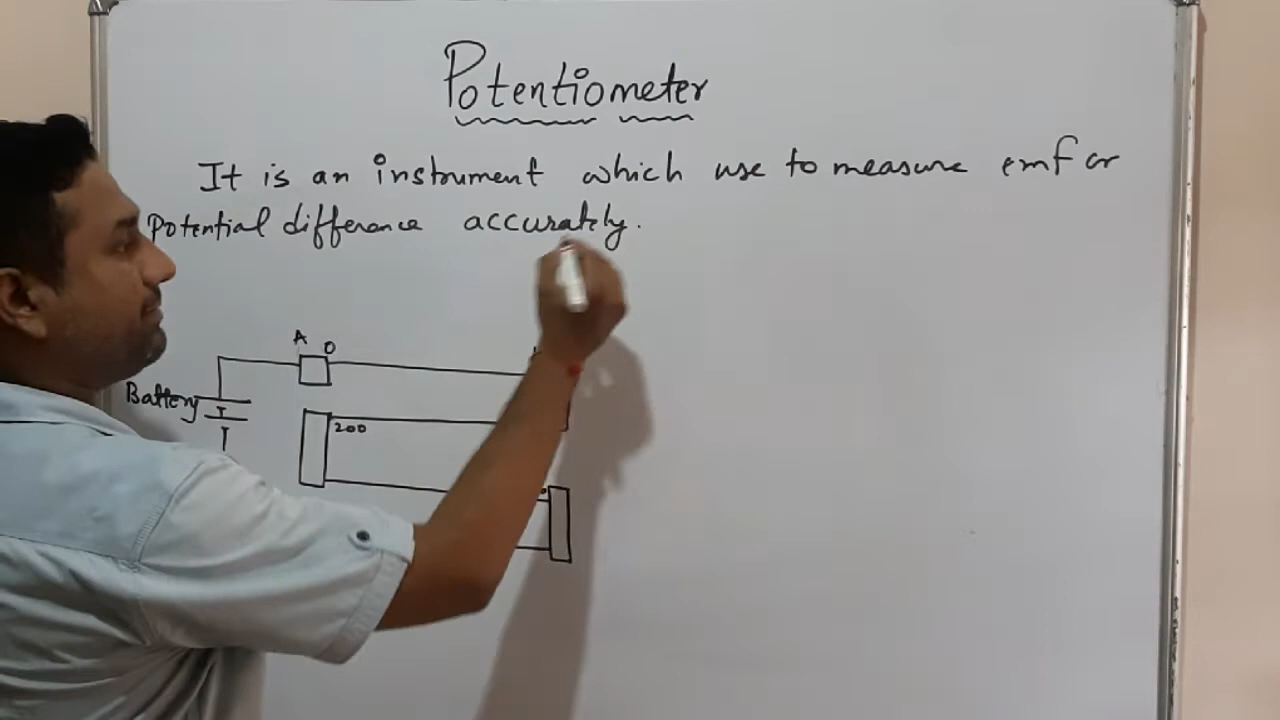 Potentiometer
It is an instrument which use to measure emf or
Potential difference accurately.
A 0
Battery
200